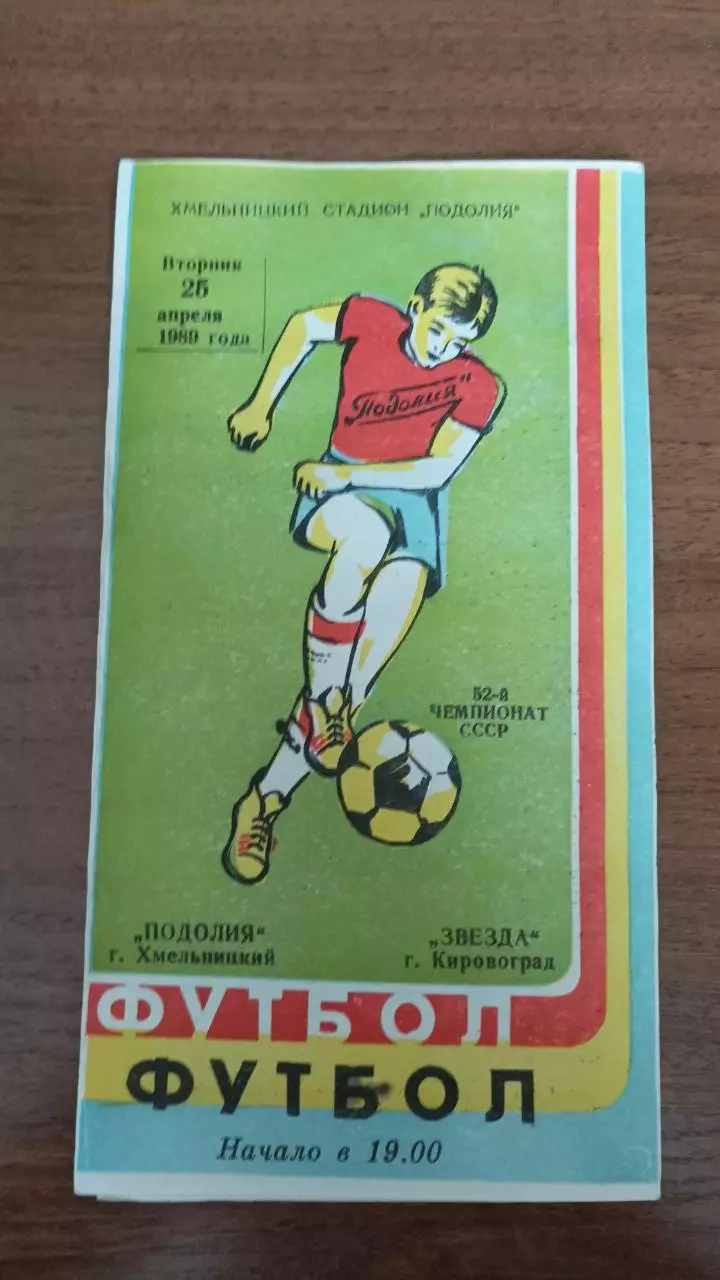 ХМЕЛЬНИЦКИЙ СТАДИОН „ПОДОЛИЯ"
Вторник
25
апреля
1989 года
„Подолия"
52-й
ЧЕМПИОНАТ
СССР
„ПОДОЛИЯ"
г. Хмельницкий
„ЗВЕЗДА"
г. Кировоград
ФУТБОЛ
ФУТБОЛ
Начало в 19.00